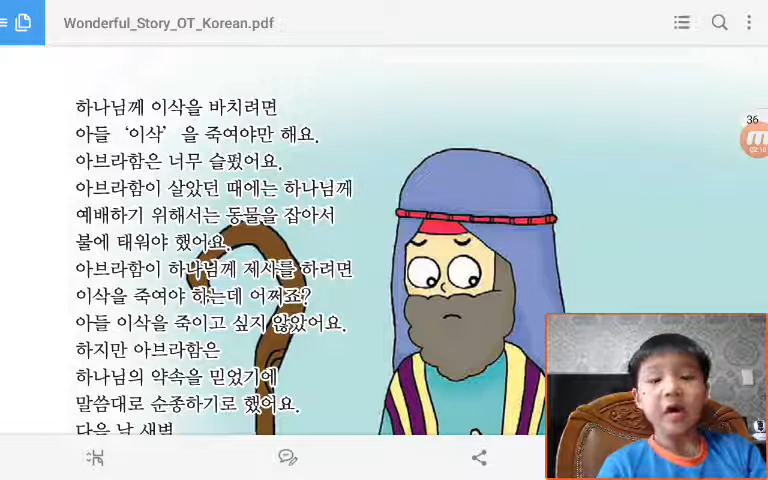 Wonderful_Story_OT_Korean.pdf
36
하나님께 이삭을 바치려면
아들 ‘이삭’ 을 죽여야만 해요.
아브라함은 너무 슬펐어요.
아브라함이 살았던 때에는 하나님께
예배하기 위해서는 동물을 잡아서
불에 태워야 했어요.
아브라함이 하나님께 제사를 하려면
이삭을 죽여야 하는데 어쩌죠?
아들 이삭을 죽이고 싶지 않았어요.
하지만 아브라함은
하나님의 약속을 믿었기에
말씀대로 순종하기로 했어요.
다음 날 새벽